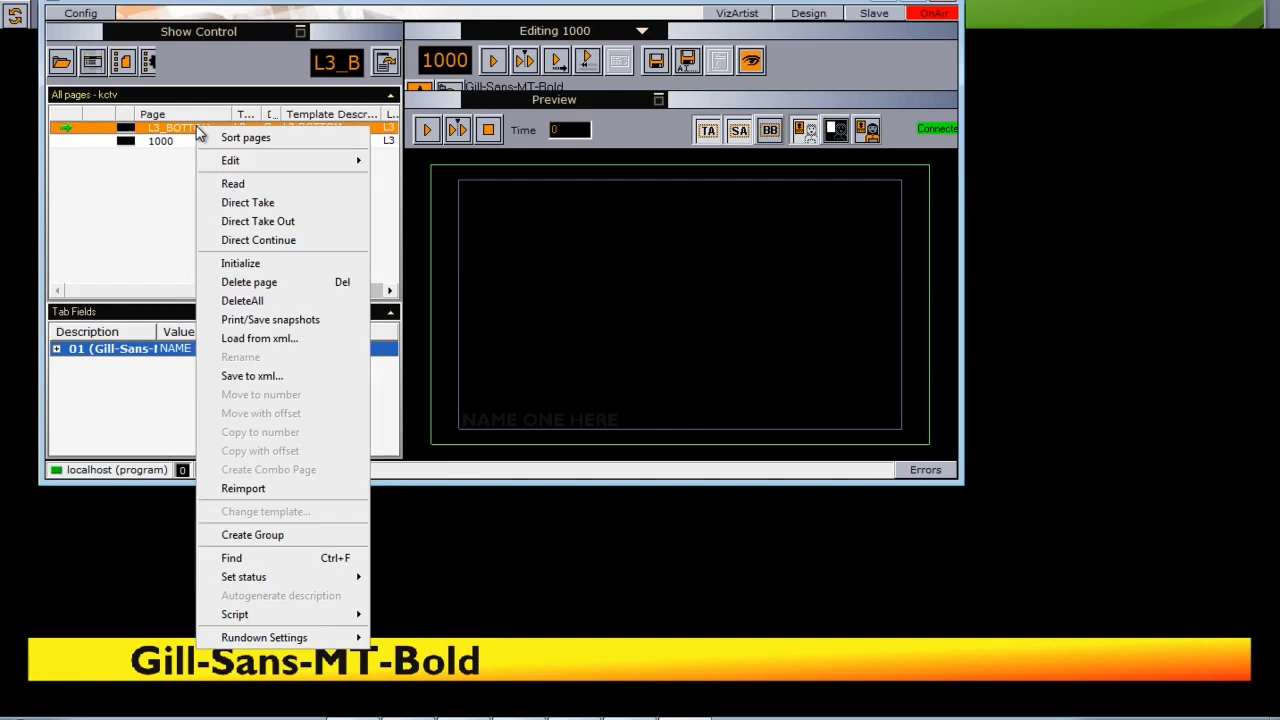 Config
VizArtist
Design
Slave
OnAir
Show Control
Editing 1000
L3_B
1000
Gill-Sans-MT-Bold
All pages - kctv
Preview
Page
T...
[...
Template Descr...
L..
Time
0
TA
SA
BB
Connecte
L3
1000
L3
Sort pages
Edit
Read
Direct Take
Direct Take Out
Direct Continue
Initialize
Delete page Del
DeleteAll
Print/Save snapshots
Load from xml...
Rename
Save to xml...
Move to number
Move with offset
Copy to number
Copy with offset
Create Combo Page
Reimport
Change template...
Create Group
Find Ctrl+F
Set status
Autogenerate description
Script
Rundown Settings
Tab Fields
Description
Value
01 (Gill-Sans-I NAME
NAME ONE HERE
localhost (program)
0
Errors
Gill-Sans-MT-Bold